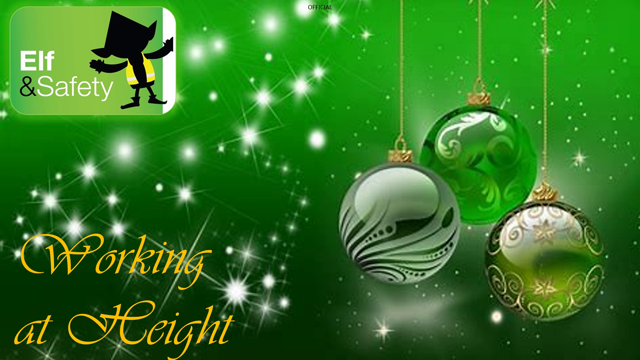 OFFICIAL
Elf
&Safety
Working
at Height